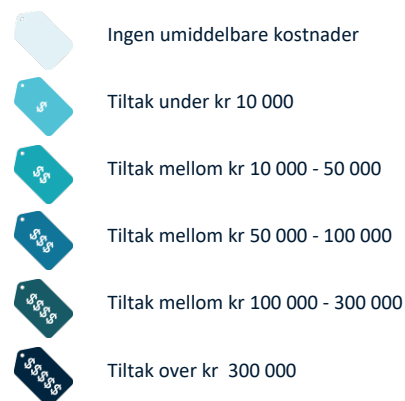 Ingen umiddelbare kostnader
$ Tiltak under kr 10 000
$$ Tiltak mellom kr 10 000 - 50 000
$$$ Tiltak mellom kr 50 000 - 100 000
$$$$ Tiltak mellom kr 100 000 - 300 000
$$$$$ Tiltak over kr 300 000